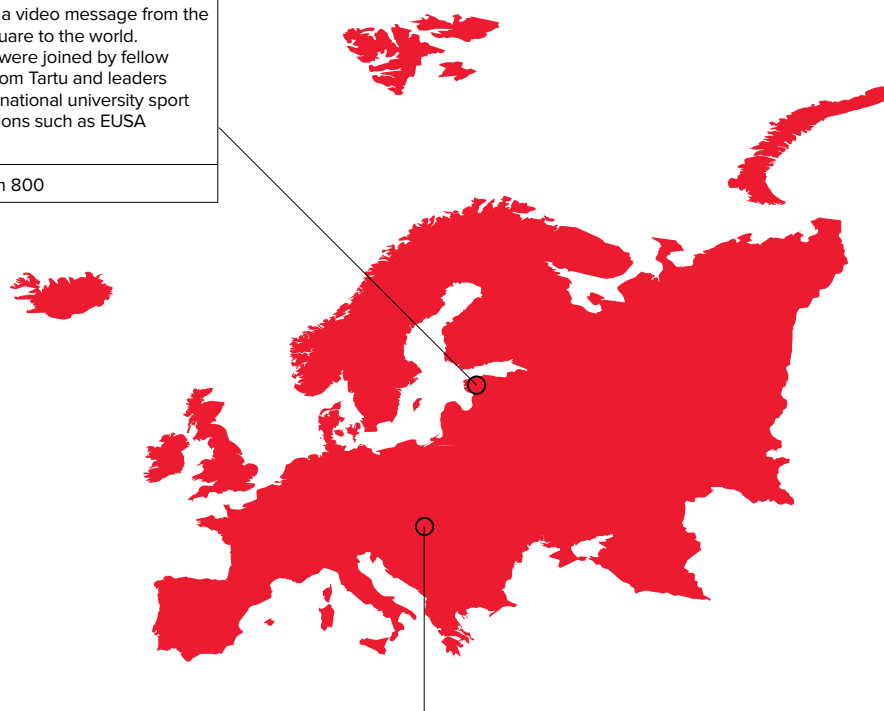 a video message from the
uare to the world.
were joined by fellow
om Tartu and leaders
national university sport
ions such as EUSA
800